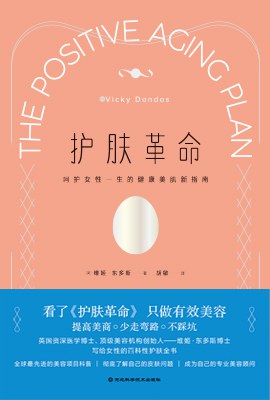 THE POSITIVE AGING PLAN
©Vicky Dondos
护肤革命
呵护女性一生的健康美肌新指南
维姬·东多斯 著
胡敏 译
看了《护肤革命》只做有效美容
提高美商○少走弯路○不踩坑
英国资深医学博士、顶级美容机构创始人——维姬·东多斯博士
写给女性的百科性护肤全书
全球最先进的美容项目科普 | 彻底了解自己的皮肤问题 | 成为自己的专业美容顾问